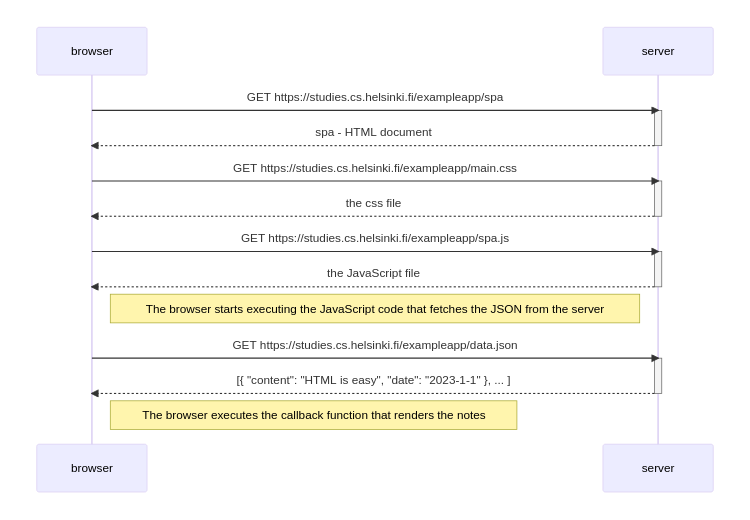 browser
server
GET https://studies.cs.helsinki.fi/exampleapp/spa
spa - HTML document
GET https://studies.cs.helsinki.fi/exampleapp/main.css
the css file
GET https://studies.cs.helsinki.fi/exampleapp/spa.js
the JavaScript file
The browser starts executing the JavaScript code that fetches the JSON from the server
GET https://studies.cs.helsinki.fi/exampleapp/data.json
[{ "content": "HTML is easy", "date": "2023-1-1" }, ... ]
The browser executes the callback function that renders the notes
browser
server